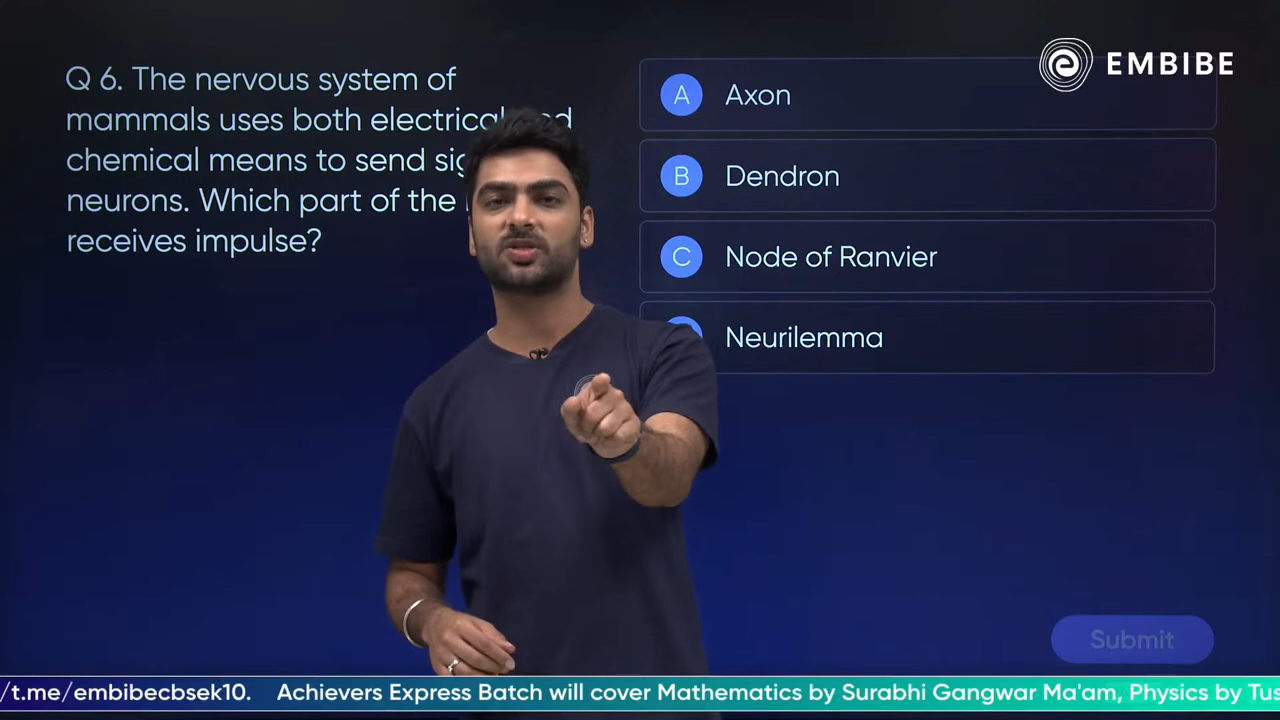 EMBIBE
Q 6. The nervous system of
mammals uses both electrical
chemical means to send
neurons. Which part of the
receives impulse?
A Axon
B Dendron
C Node of Ranvier
Neurilemma
Submit
/t.me/embibecbsek10. Achievers Express Batch will cover Mathematics by Surabhi Gangwar Ma'am, Physics by